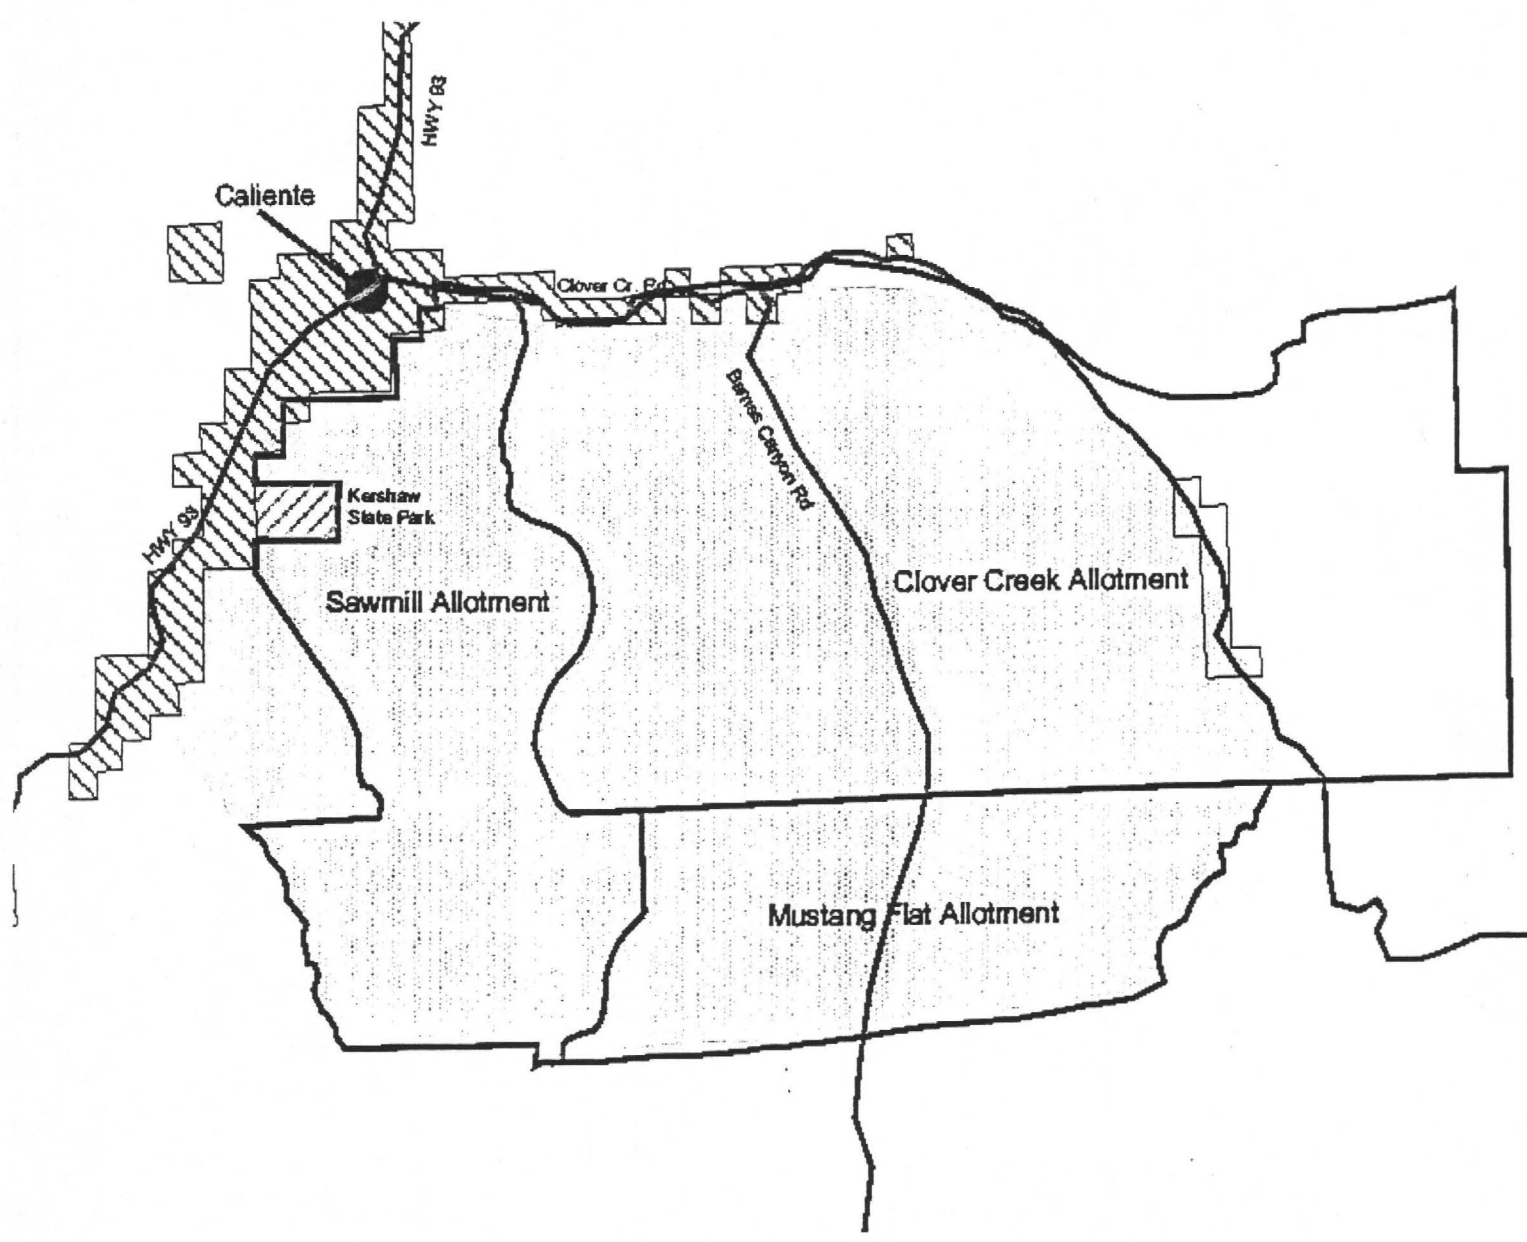 HWY 93
Caliente
Clover Cr. Rd
Barnes Canyon Rd
Kershaw
State Park
HWY 93
Clover Creek Allotment
Sawmill Allotment
Mustang Flat Allotment